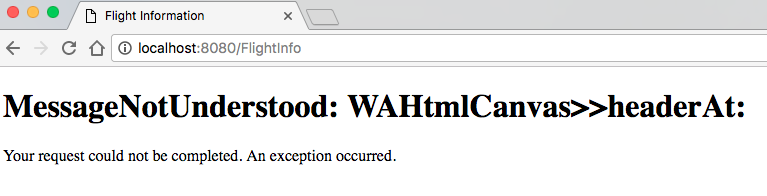 Flight Information
localhost:8080/FlightInfo
MessageNotUnderstood: WAHtmlCanvas>>headerAt:
Your request could not be completed. An exception occurred.